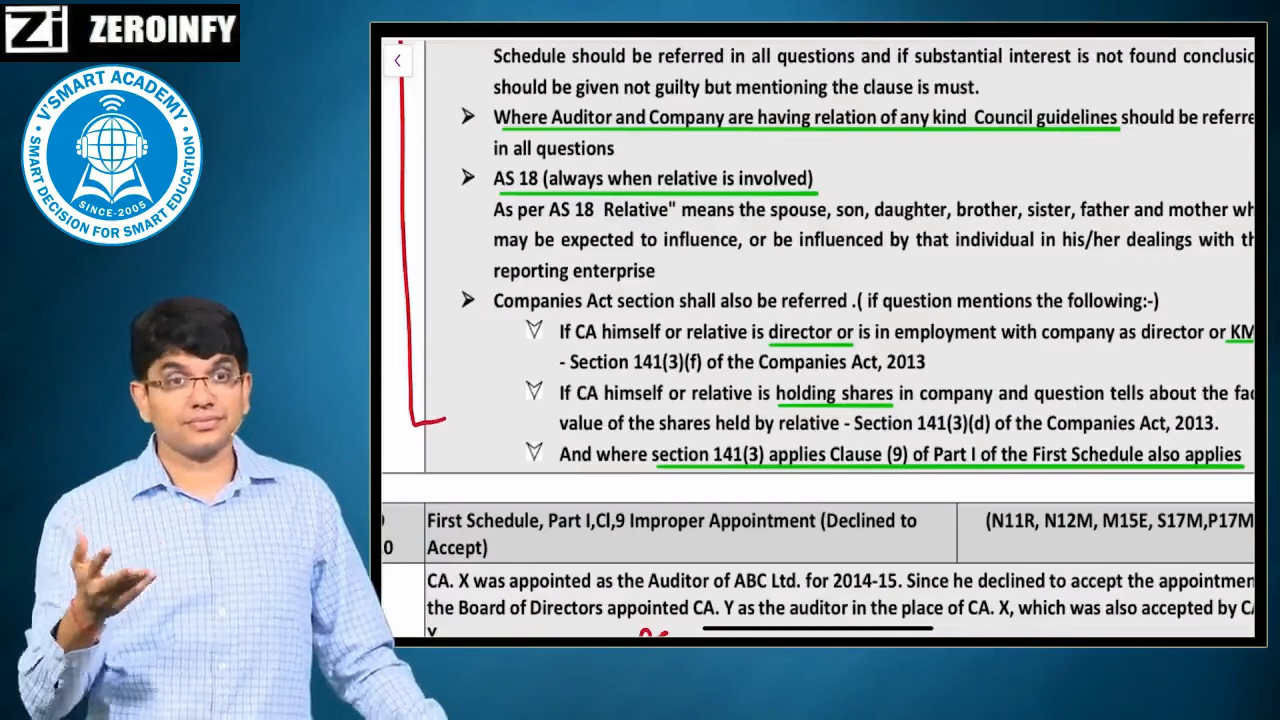 Zi ZEROINFY
V'SMART ACADEMY
SINCE-2005
SMART DECISION FOR SMART EDUCATION
Schedule should be referred in all questions and if substantial interest is not found
should be given not guilty but mentioning the clause is must.
➤ Where Auditor and Company are having relation of any kind Council guidelines should be
in all questions
➤ AS 18 (always when relative is involved)
As per AS 18 Relative" means the spouse, son, daughter, brother, sister, father and mother
may be expected to influence, or be influenced by that individual in his/her dealings with
reporting enterprise
➤ Companies Act section shall also be referred .( if question mentions the following:-)
If CA himself or relative is director or is in employment with company as director or
- Section 141(3)(f) of the Companies Act, 2013
If CA himself or relative is holding shares in company and question tells about the
value of the shares held by relative - Section 141(3)(d) of the Companies Act, 2013.
And where section 141(3) applies Clause (9) of Part I of the First Schedule also applies
First Schedule, Part I,Cl,9 Improper Appointment (Declined to
Accept)
(N11R, N12M, M15E, S17M,P17M
0
CA. X was appointed as the Auditor of ABC Ltd. for 2014-15. Since he declined to accept the
the Board of Directors appointed CA. Y as the auditor in the place of CA. X, which was also accepted by